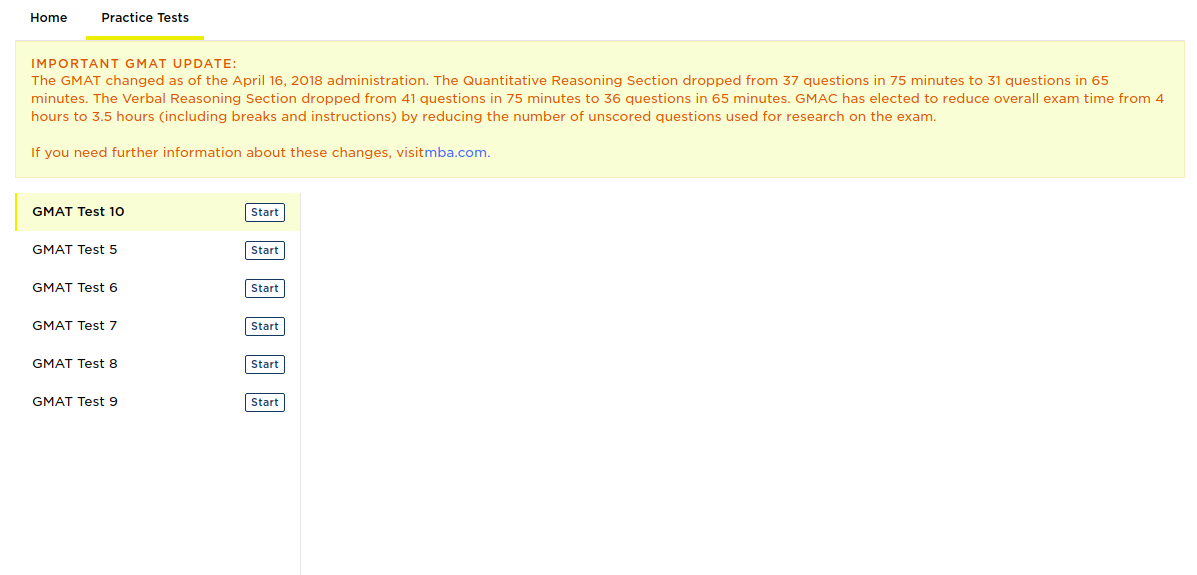 Home Practice Tests
IMPORTANT GMAT UPDATE:
The GMAT changed as of the April 16, 2018 administration. The Quantitative Reasoning Section dropped from 37 questions in 75 minutes to 31 questions in 65
minutes. The Verbal Reasoning Section dropped from 41 questions in 75 minutes to 36 questions in 65 minutes. GMAC has elected to reduce overall exam time from 4
hours to 3.5 hours (including breaks and instructions) by reducing the number of unscored questions used for research on the exam.
If you need further information about these changes, visitmba.com.
GMAT Test 10 Start
GMAT Test 5 Start
GMAT Test 6 Start
GMAT Test 7 Start
GMAT Test 8 Start
GMAT Test 9 Start